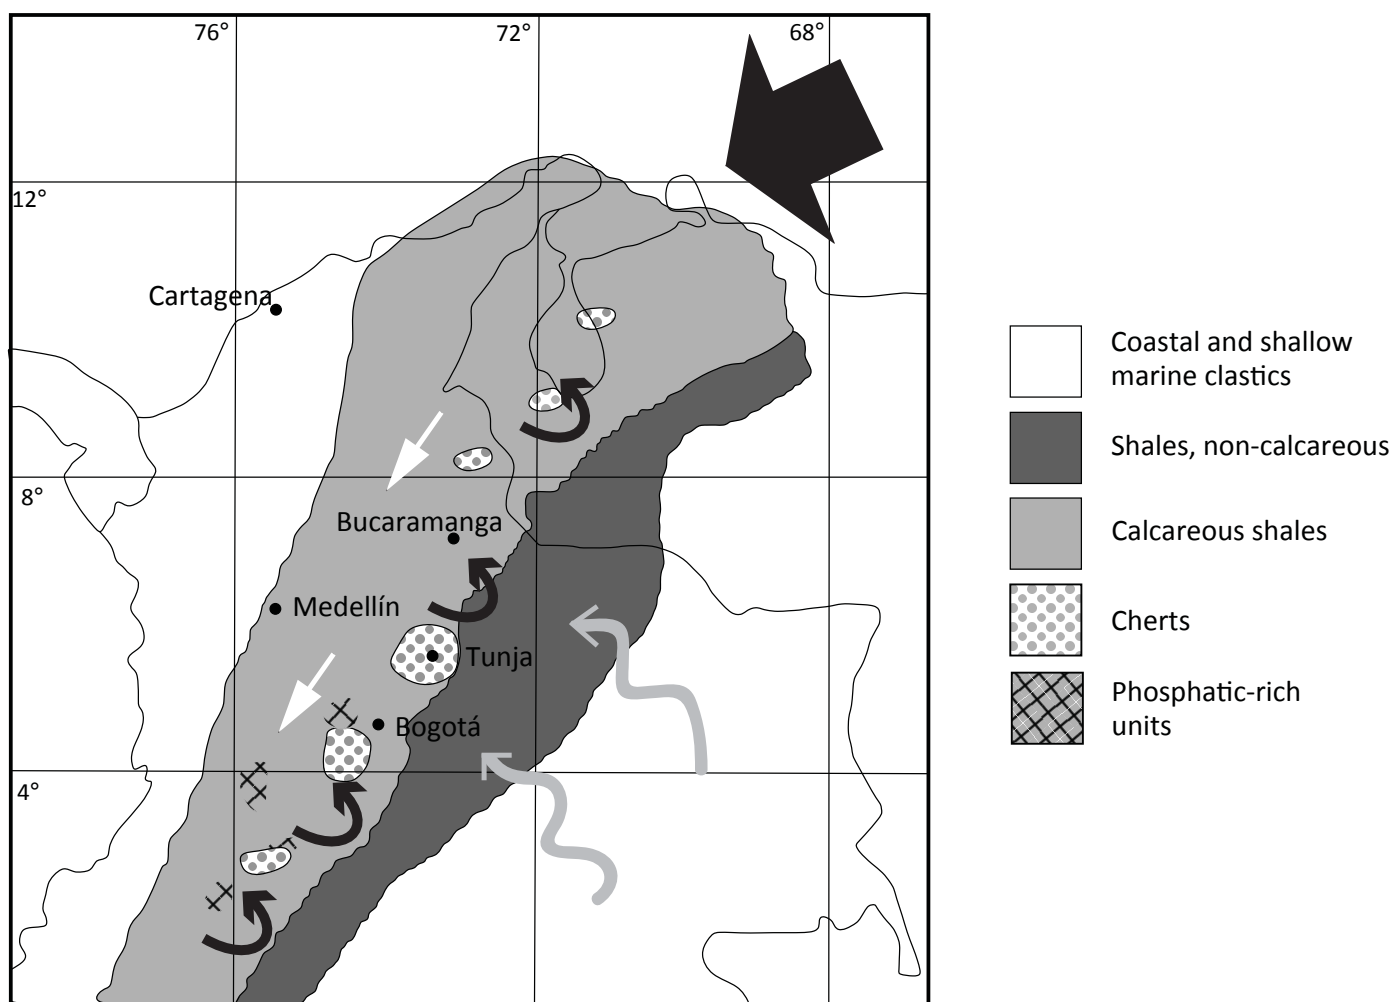 76°
72°
68°
12°
Cartagena
8°
Bucaramanga
Medellín
Tunja
Bogotá
4°
Coastal and shallow
marine clastics
Shales, non-calcareous
Calcareous shales
Cherts
Phosphatic-rich
units